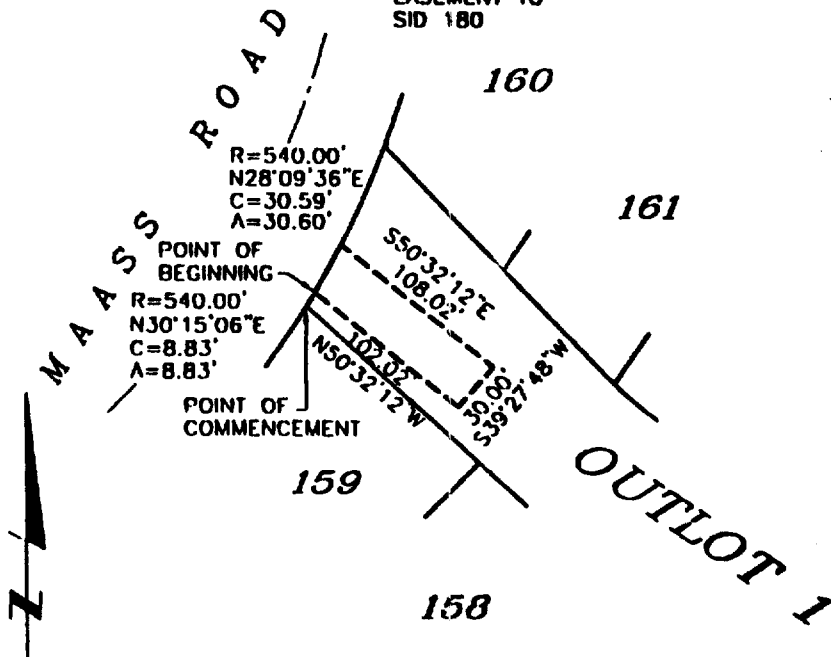 SID 180
160
MAASS ROAD
R=540.00'
N28°09'36"E
C=30.59'
A=30.60'
161
POINT OF
BEGINNING
S50°32'12"E
108.02'
R=540.00'
N30°15'06"E
C=8.83'
A=8.83'
102.02'
N50°32'12"W
30.00'
S39°27'48"W
POINT OF
COMMENCEMENT
159
OUTLOT 1
158
N